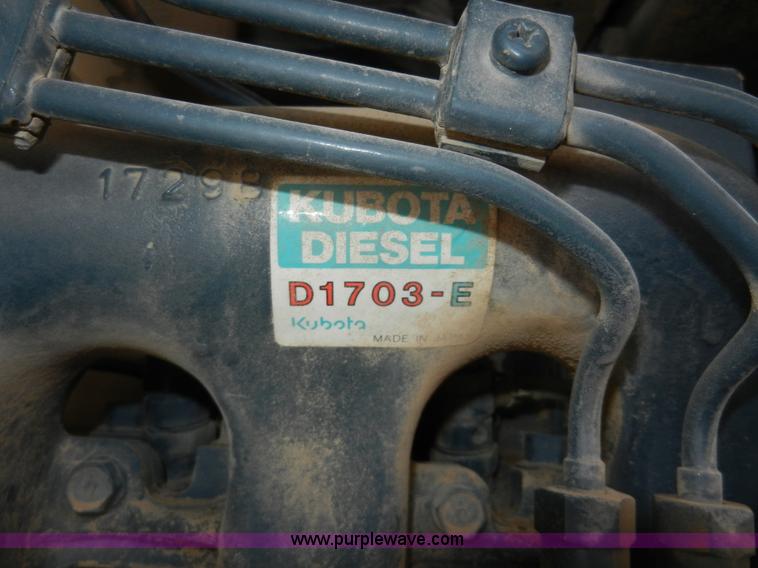 17298
KUBOTA
DIESEL
D1703-E
Kubota
MADE IN
www.purplewave.com